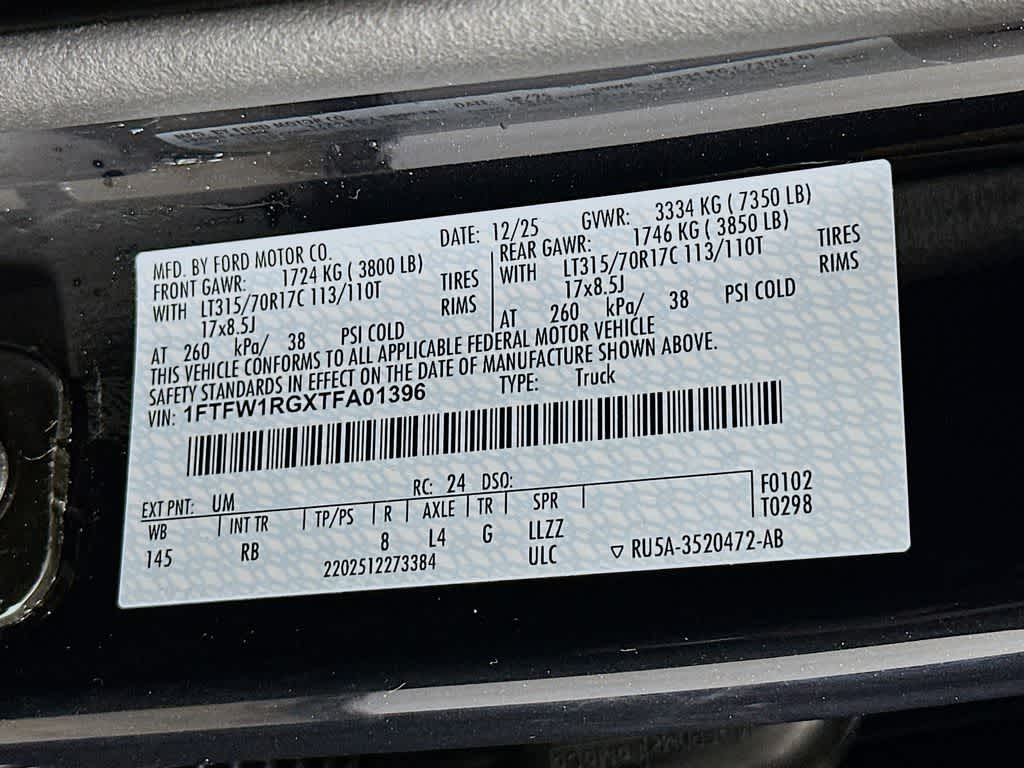 MFD. BY FORD MOTOR CO. DATE: 12/25 GVWR: 3334 KG ( 7350 LB)
FRONT GAWR: 1724 KG ( 3800 LB) REAR GAWR: 1746 KG ( 3850 LB)
WITH LT315/70R17C 113/110T TIRES WITH LT315/70R17C 113/110T TIRES
17x8.5J RIMS 17x8.5J RIMS
AT 260 kPa/ 38 PSI COLD AT 260 kPa/ 38 PSI COLD
THIS VEHICLE CONFORMS TO ALL APPLICABLE FEDERAL MOTOR VEHICLE
SAFETY STANDARDS IN EFFECT ON THE DATE OF MANUFACTURE SHOWN ABOVE.
VIN: 1FTFW1RGXTFA01396 TYPE: Truck
EXT PNT: UM RC: 24 DSO: F0102
WB INT TR TP/PS R AXLE TR SPR T0298
145 RB 8 L4 G LLZZ
2202512273384 ULC ▽ RU5A-3520472-AB